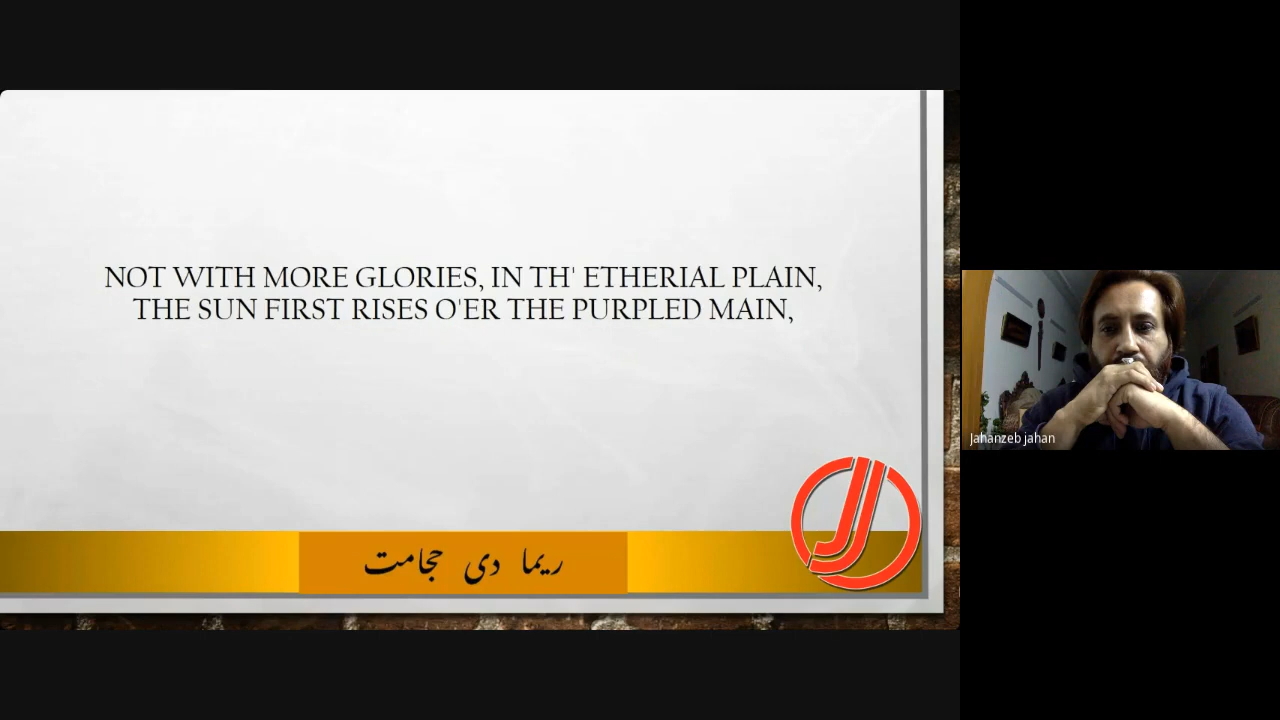 NOT WITH MORE GLORIES, IN TH' ETHERIAL PLAIN,
THE SUN FIRST RISES O'ER THE PURPLED MAIN,
ریما دی حجامت
Jahanzeb jahan